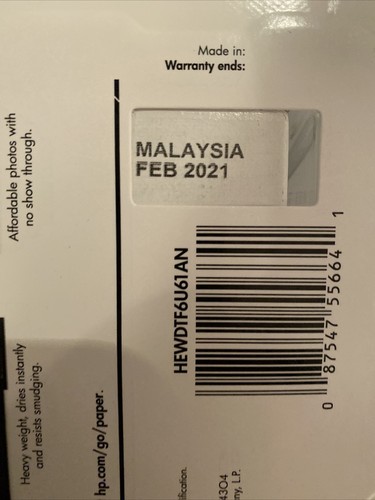 Made in:
Warranty ends:
MALAYSIA
FEB 2021
HEWDTF6U61AN
0 87547 55664 1
Affordable photos with
no show through.
Heavy weight, dries instantly
and resists smudging.
hp.com/go/paper.
4304
L.P.